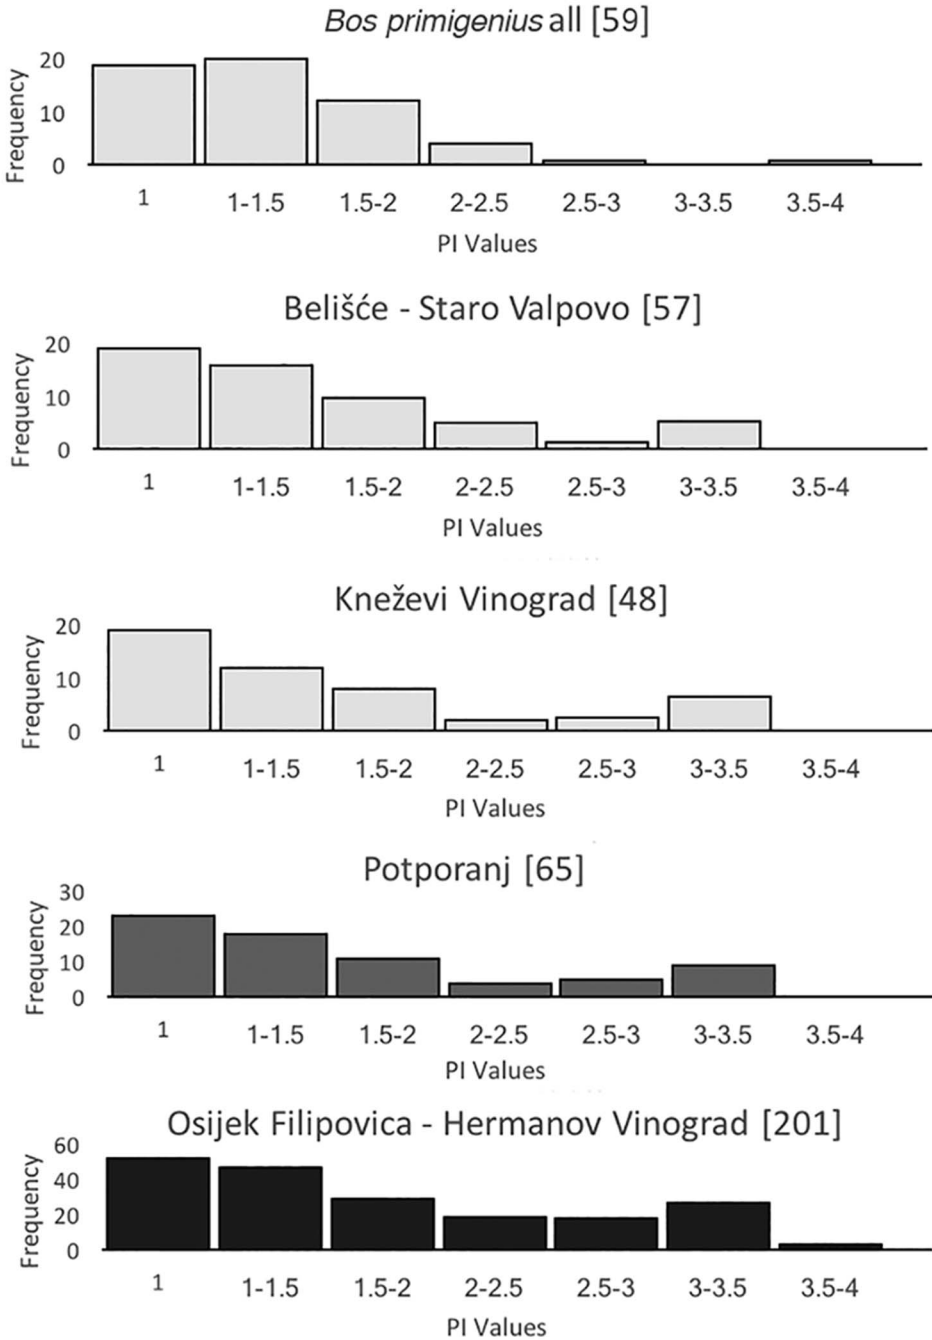 Bos primigenius all [59]
Frequency
20
10
0
1 1-1.5 1.5-2 2-2.5 2.5-3 3-3.5 3.5-4
PI Values
Belišće - Staro Valpovo [57]
Frequency
20
10
0
1 1-1.5 1.5-2 2-2.5 2.5-3 3-3.5 3.5-4
PI Values
Kneževi Vinograd [48]
Frequency
20
10
0
1 1-1.5 1.5-2 2-2.5 2.5-3 3-3.5 3.5-4
PI Values
Potporanj [65]
Frequency
30
20
10
0
1 1-1.5 1.5-2 2-2.5 2.5-3 3-3.5 3.5-4
PI Values
Osijek Filipovica - Hermanov Vinograd [201]
Frequency
60
40
20
0
1 1-1.5 1.5-2 2-2.5 2.5-3 3-3.5 3.5-4
PI Values